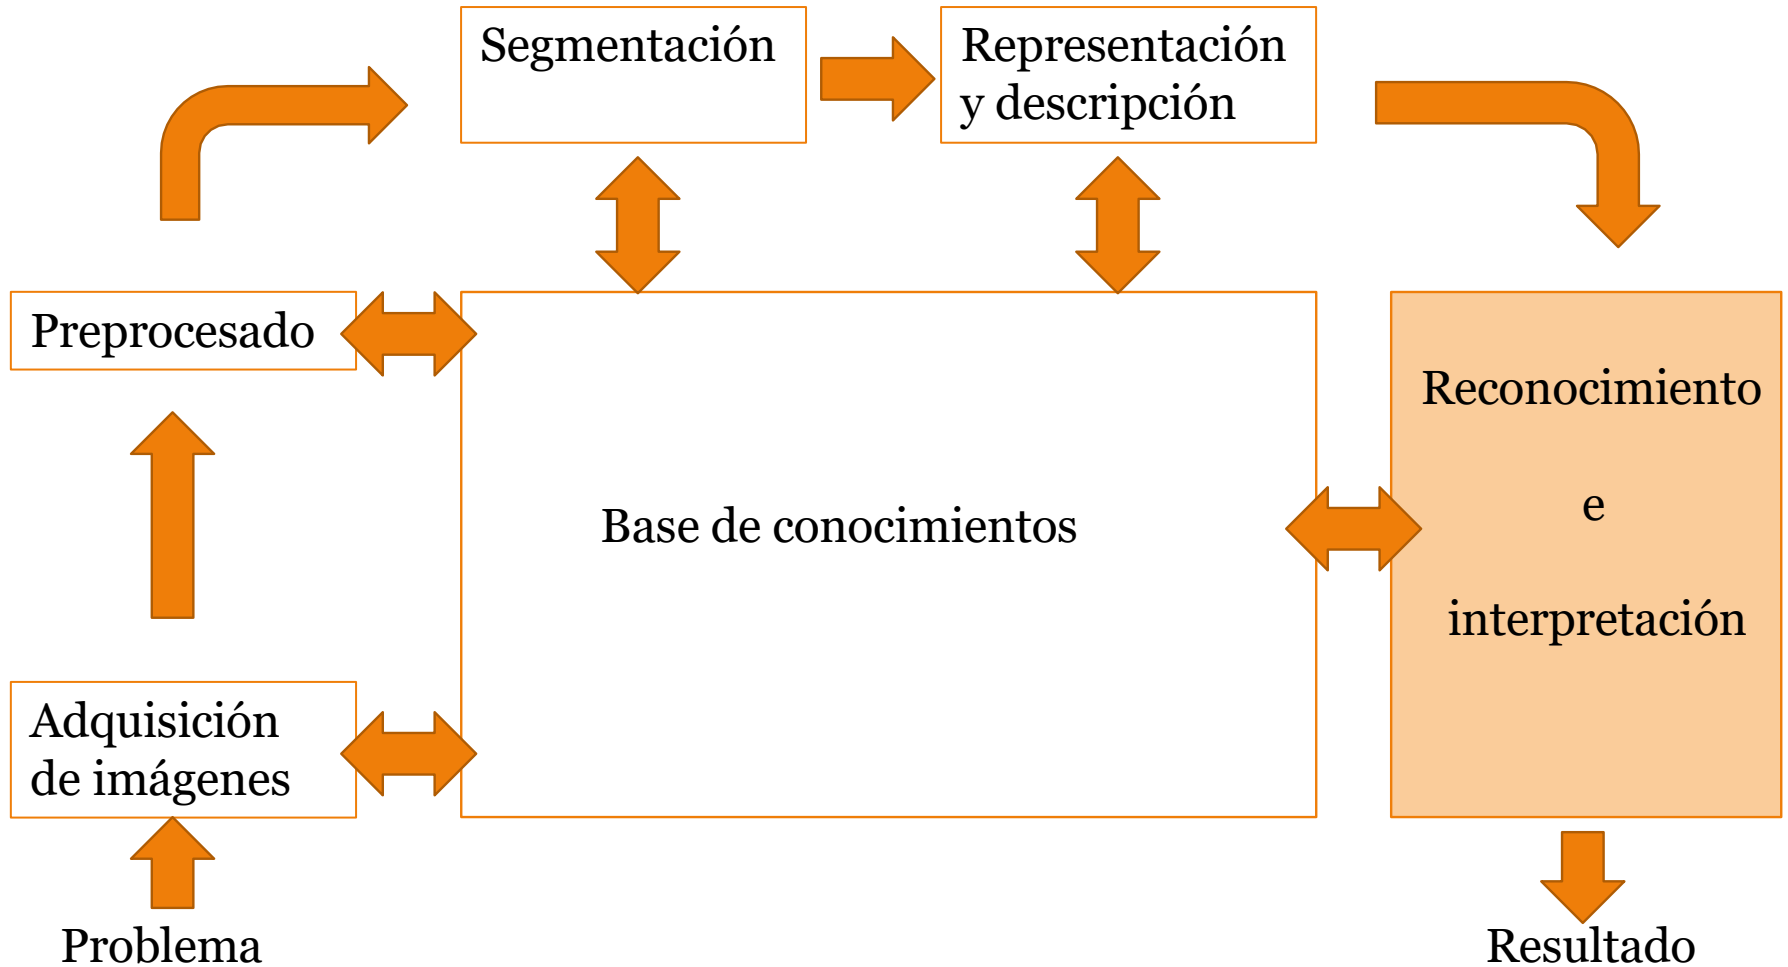 Segmentación
Representación
y descripción
Preprocesado
Reconocimiento
e
interpretación
Base de conocimientos
Adquisición
de imágenes
Problema
Resultado